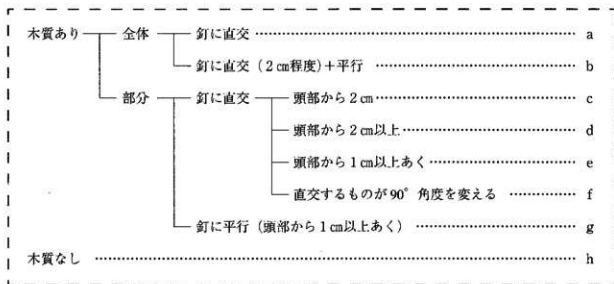 木質あり 全体 釘に直交 a
釘に直交（2㎝程度）+平行 b
部分 釘に直交 頭部から2㎝ c
頭部から2㎝以上 d
頭部から1㎝以上あく e
直交するものが90°角度を変える f
釘に平行（頭部から1㎝以上あく） g
木質なし h